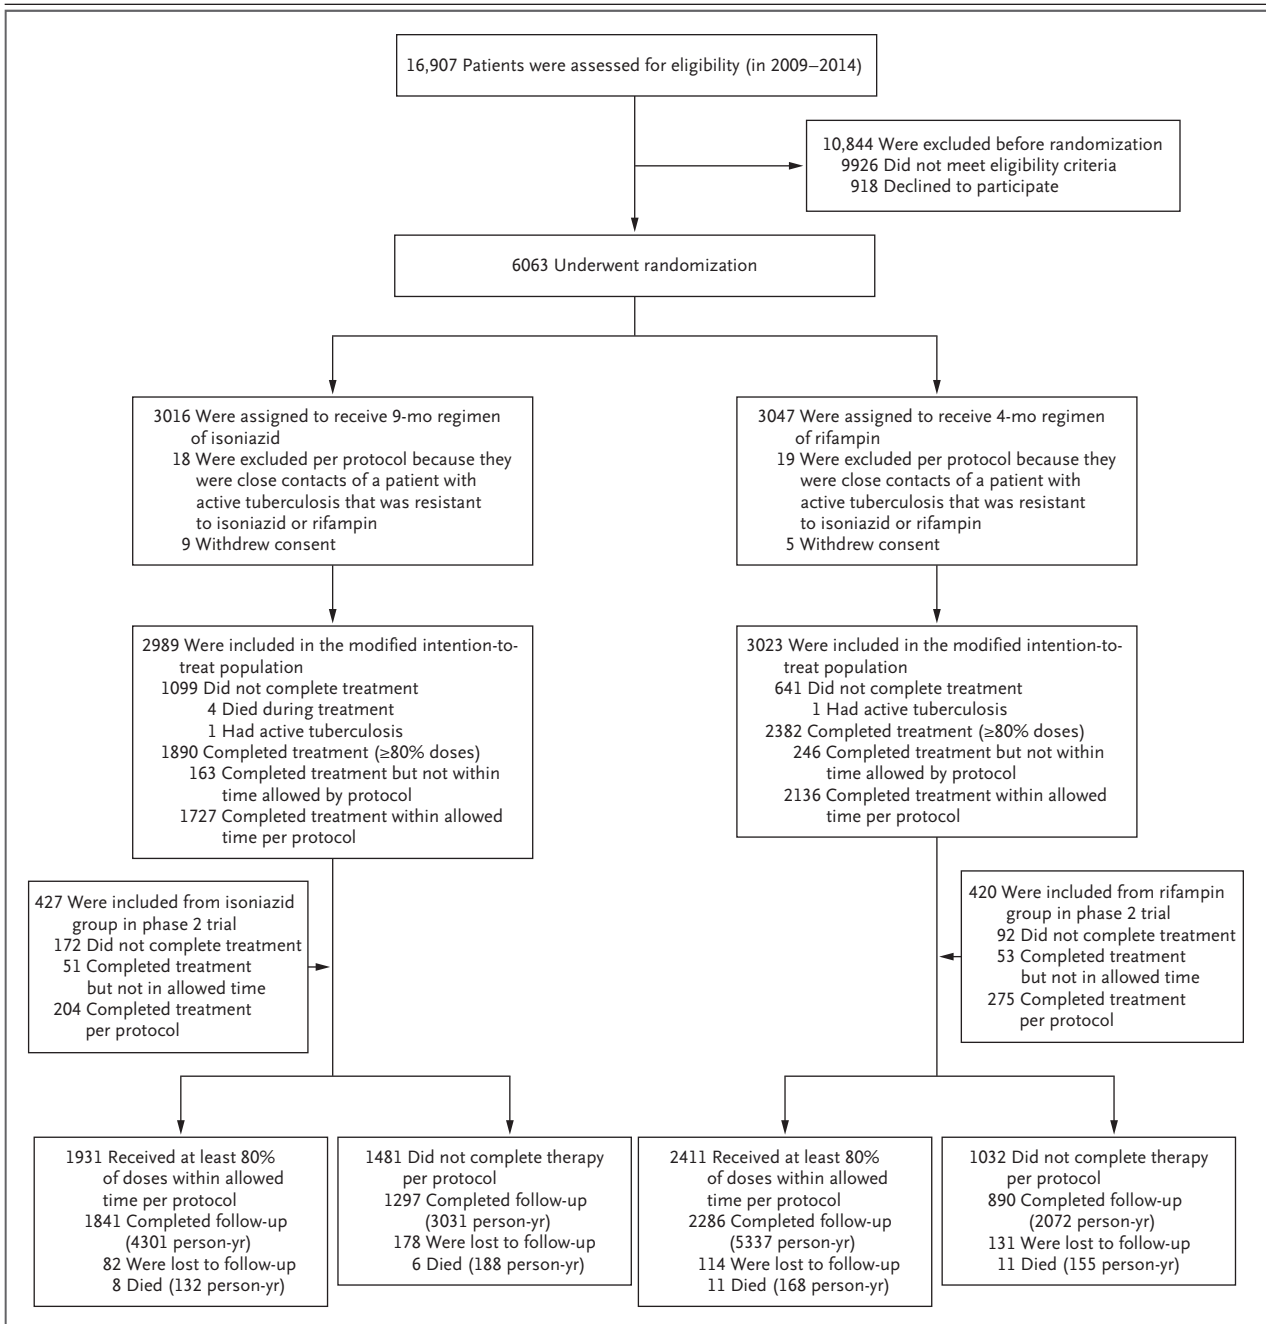 16,907 Patients were assessed for eligibility (in 2009–2014)
10,844 Were excluded before randomization
9926 Did not meet eligibility criteria
918 Declined to participate
6063 Underwent randomization
3016 Were assigned to receive 9-mo regimen
of isoniazid
18 Were excluded per protocol because they
were close contacts of a patient with
active tuberculosis that was resistant
to isoniazid or rifampin
9 Withdrew consent
3047 Were assigned to receive 4-mo regimen
of rifampin
19 Were excluded per protocol because they
were close contacts of a patient with
active tuberculosis that was resistant
to isoniazid or rifampin
5 Withdrew consent
2989 Were included in the modified intention-to-
treat population
1099 Did not complete treatment
4 Died during treatment
1 Had active tuberculosis
1890 Completed treatment (≥80% doses)
163 Completed treatment but not within
time allowed by protocol
1727 Completed treatment within allowed
time per protocol
3023 Were included in the modified intention-to-
treat population
641 Did not complete treatment
1 Had active tuberculosis
2382 Completed treatment (≥80% doses)
246 Completed treatment but not within
time allowed by protocol
2136 Completed treatment within allowed
time per protocol
427 Were included from isoniazid
group in phase 2 trial
172 Did not complete treatment
51 Completed treatment
but not in allowed time
204 Completed treatment
per protocol
420 Were included from rifampin
group in phase 2 trial
92 Did not complete treatment
53 Completed treatment
but not in allowed time
275 Completed treatment
per protocol
1931 Received at least 80%
of doses within allowed
time per protocol
1841 Completed follow-up
(4301 person-yr)
82 Were lost to follow-up
8 Died (132 person-yr)
1481 Did not complete therapy
per protocol
1297 Completed follow-up
(3031 person-yr)
178 Were lost to follow-up
6 Died (188 person-yr)
2411 Received at least 80%
of doses within allowed
time per protocol
2286 Completed follow-up
(5337 person-yr)
114 Were lost to follow-up
11 Died (168 person-yr)
1032 Did not complete therapy
per protocol
890 Completed follow-up
(2072 person-yr)
131 Were lost to follow-up
11 Died (155 person-yr)